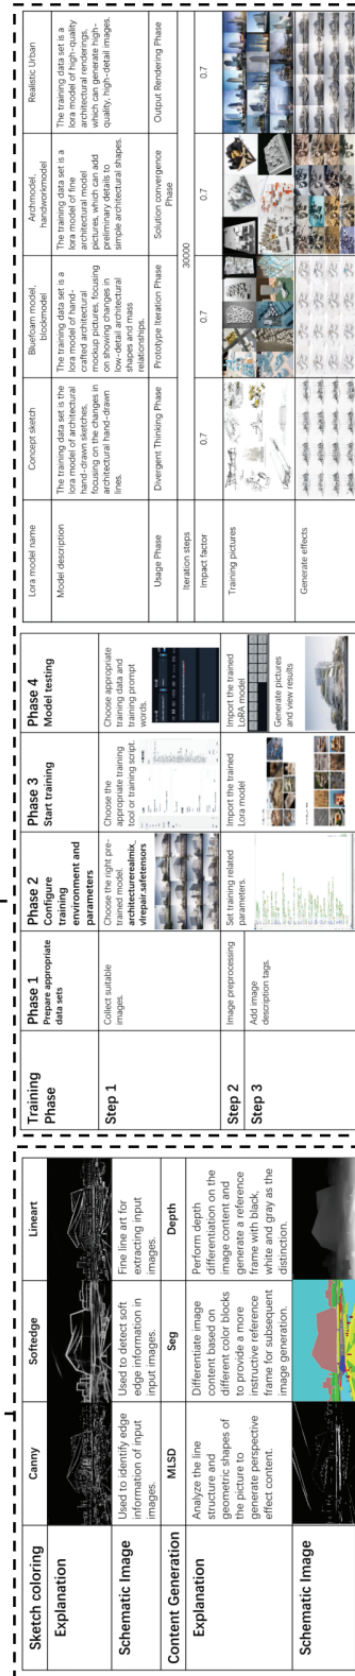 Sketch coloring
Canny
Softedge
Lineart
Explanation
Schematic Image
Used to identify edge
information of input
images.
Used to detect soft
edge information in
input images.
Fine line art for
extracting input
images.
Content Generation
MLSD
Seg
Depth
Explanation
Analyze the line
structure and
geometric shapes of
the picture to
generate perspective
effect content.
Differentiate image
content based on
different color blocks
to provide a more
instructive reference
frame for subsequent
image generation.
Perform depth
differentiation on the
image content and
generate a reference
frame with black,
white and gray as the
distinction.
Schematic Image
Training
Phase
Phase 1
Prepare appropriate
data sets
Phase 2
Configure
training
environment and
parameters
Phase 3
Start training
Phase 4
Model testing
Step 1
Collect suitable
images.
Choose the right pre-
trained model.
architecturerealmix,
vlrepair.safetensors
Choose the
appropriate training
tool or training script.
Choose appropriate
training data and
training prompt
words.
Step 2
Image preprocessing
Set training related
parameters.
Import the trained
Lora model
Import the trained
LoRA model
Step 3
Add image
description tags.
Generate pictures
and view results
Lora model name
Concept sketch
Bluefoam model,
blockmodel
Archmodel,
handworkmodel
Realistic Urban
Model description
The training data set is the
lora model of architectural
hand-drawn sketches,
focusing on the changes in
architectural hand-drawn
lines.
The training data set is a
lora model of hand-
crafted architectural
mockup pictures, focusing
on showing changes in
low-detail architectural
shapes and mass
relationships.
The training data set is a
lora model of fine
architectural model
pictures, which can add
preliminary details to
simple architectural shapes.
The training data set is a
lora model of high-quality
architectural renderings,
which can generate high-
quality, high-detail images.
Usage Phase
Divergent Thinking Phase
Prototype Iteration Phase
Solution convergence
Phase
Output Rendering Phase
Iteration steps
30000
Impact factor
0.7
0.7
0.7
0.7
Training pictures
Generate effects